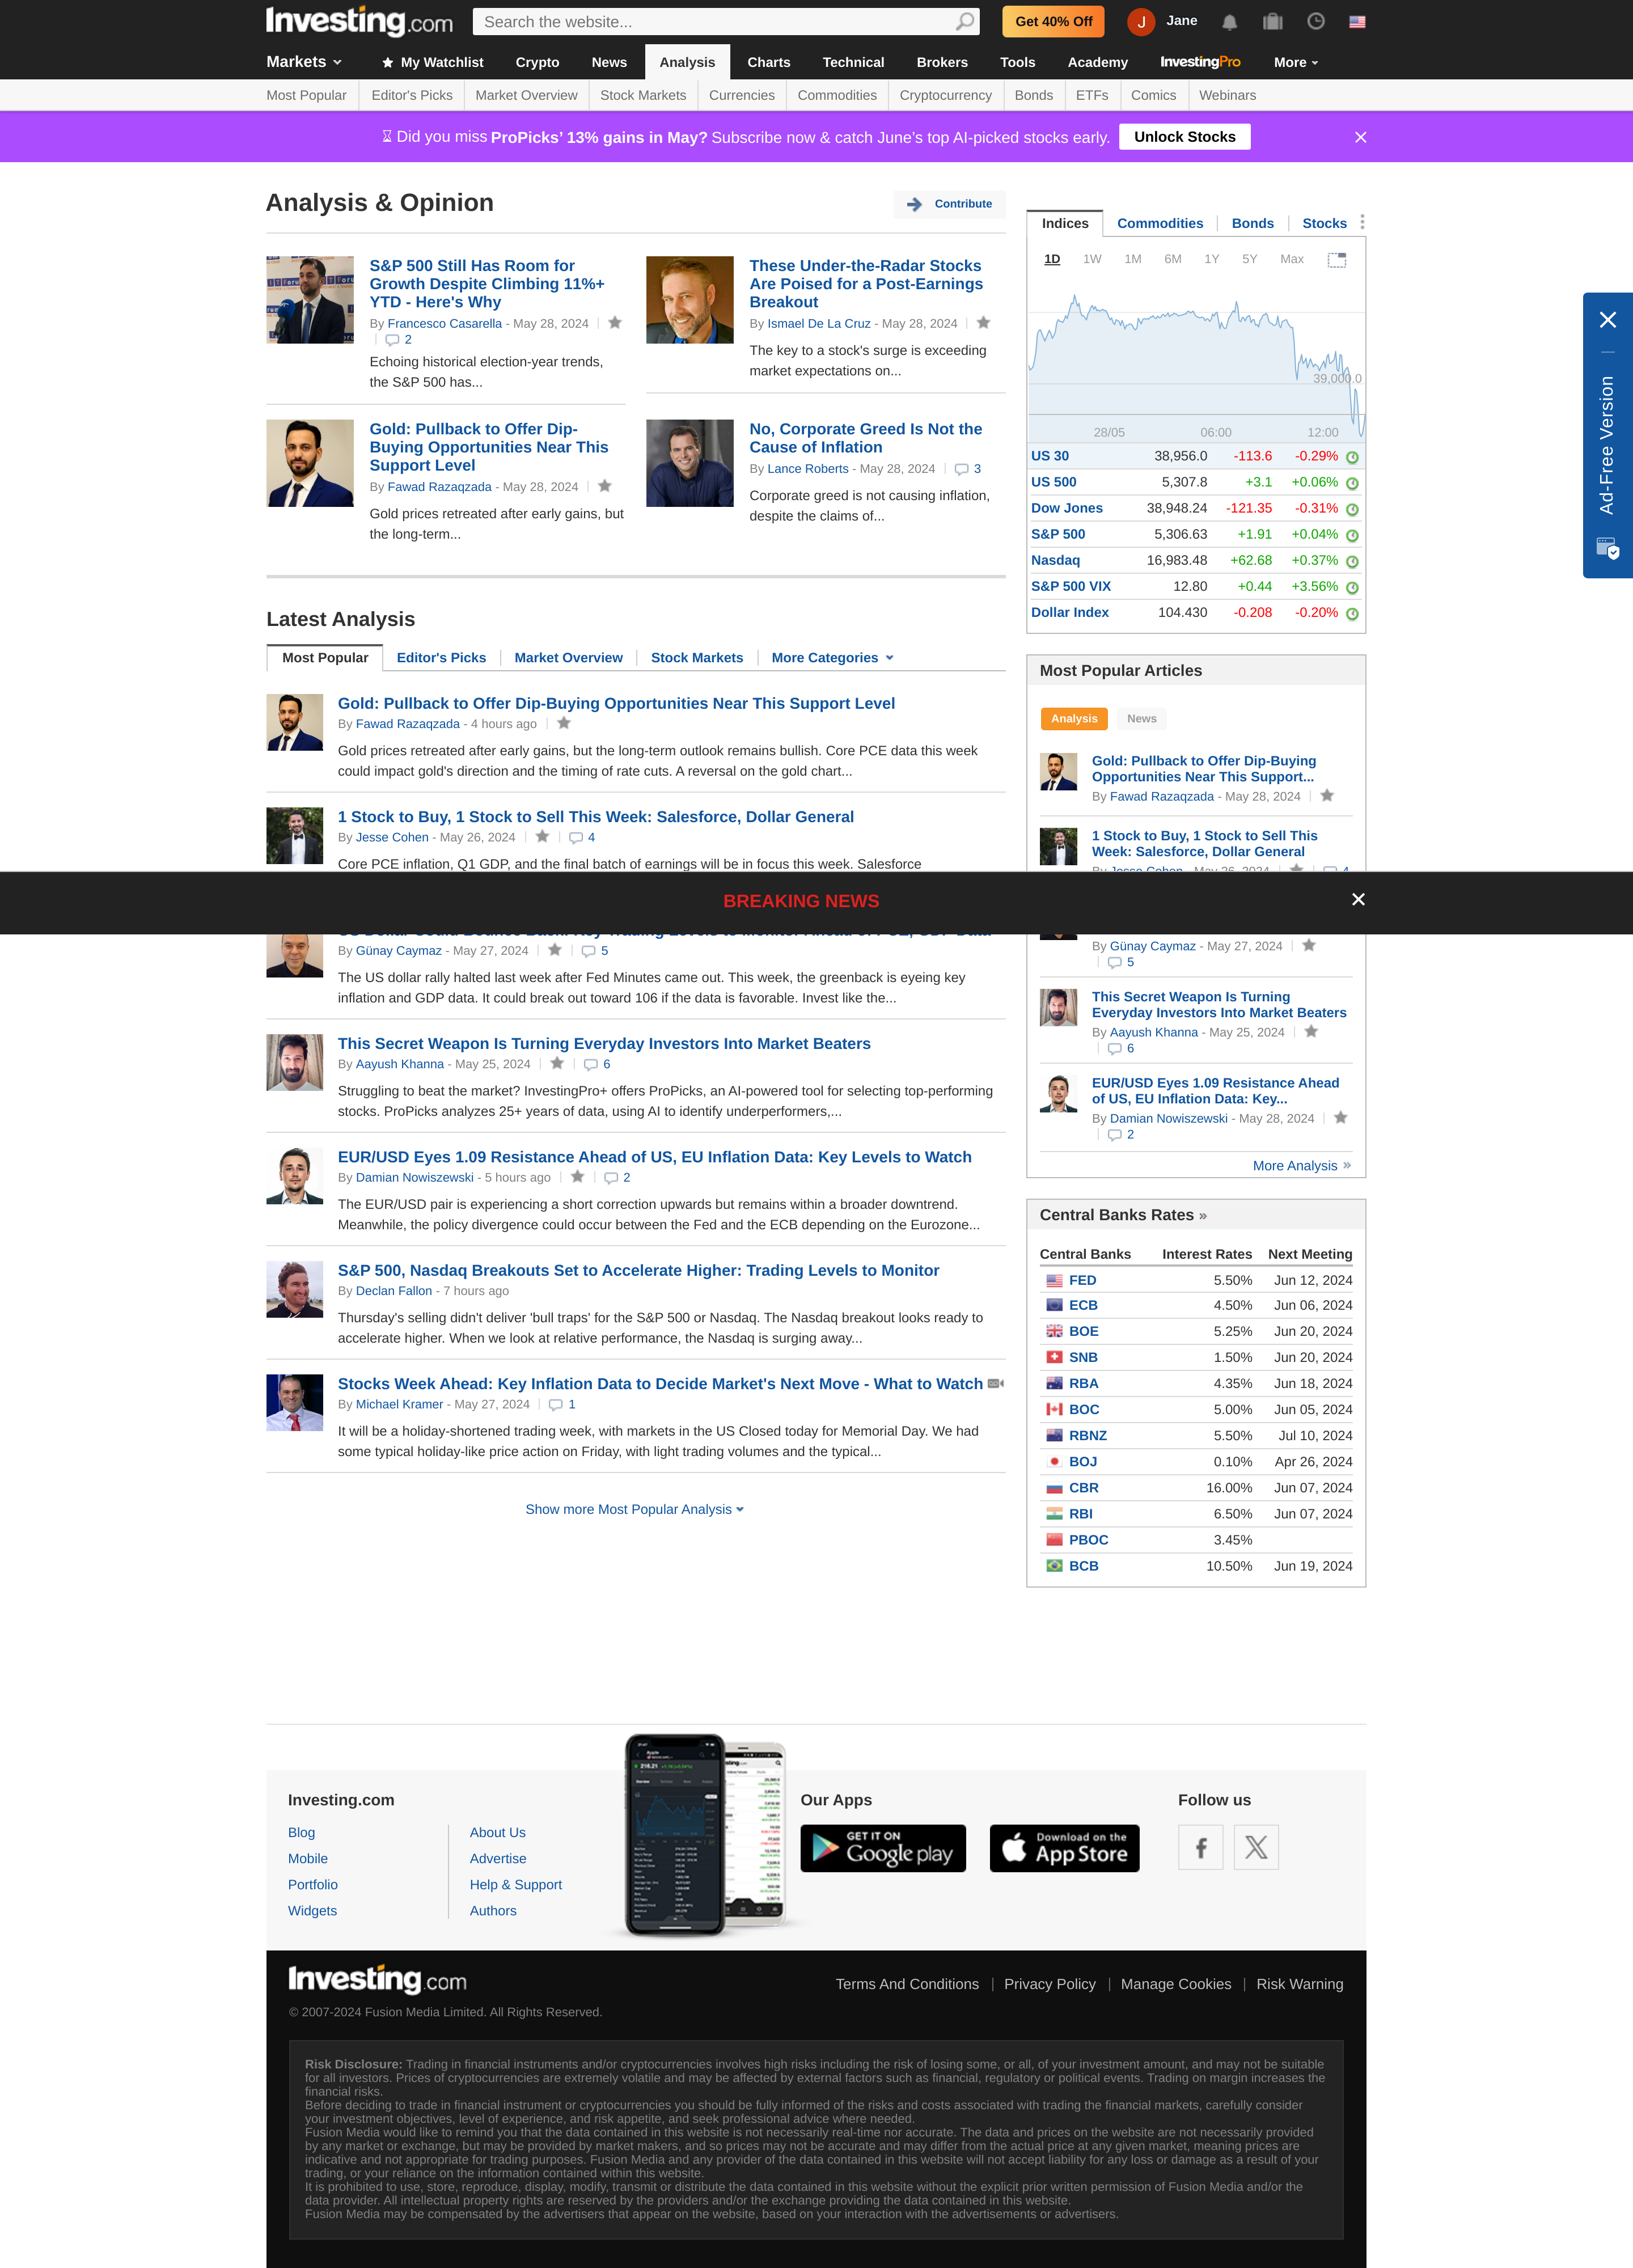 Investing.com
Search the website...
Get 40% Off
J
Jane
Markets
My Watchlist
Crypto
News
Analysis
Charts
Technical
Brokers
Tools
Academy
InvestingPro
More
Most Popular
Editor's Picks
Market Overview
Stock Markets
Currencies
Commodities
Cryptocurrency
Bonds
ETFs
Comics
Webinars
Did you miss ProPicks’ 13% gains in May? Subscribe now & catch June’s top AI-picked stocks early.
Unlock Stocks
Analysis & Opinion
Contribute
S&P 500 Still Has Room for
Growth Despite Climbing 11%+
YTD - Here's Why
By Francesco Casarella - May 28, 2024
2
Echoing historical election-year trends,
the S&P 500 has...
These Under-the-Radar Stocks
Are Poised for a Post-Earnings
Breakout
By Ismael De La Cruz - May 28, 2024
The key to a stock's surge is exceeding
market expectations on...
Gold: Pullback to Offer Dip-
Buying Opportunities Near This
Support Level
By Fawad Razaqzada - May 28, 2024
Gold prices retreated after early gains, but
the long-term...
No, Corporate Greed Is Not the
Cause of Inflation
By Lance Roberts - May 28, 2024 3
Corporate greed is not causing inflation,
despite the claims of...
Latest Analysis
Most Popular
Editor's Picks
Market Overview
Stock Markets
More Categories
Gold: Pullback to Offer Dip-Buying Opportunities Near This Support Level
By Fawad Razaqzada - 4 hours ago
Gold prices retreated after early gains, but the long-term outlook remains bullish. Core PCE data this week
could impact gold's direction and the timing of rate cuts. A reversal on the gold chart...
1 Stock to Buy, 1 Stock to Sell This Week: Salesforce, Dollar General
By Jesse Cohen - May 26, 2024 4
Core PCE inflation, Q1 GDP, and the final batch of earnings will be in focus this week. Salesforce
BREAKING NEWS
By Günay Caymaz - May 27, 2024 5
The US dollar rally halted last week after Fed Minutes came out. This week, the greenback is eyeing key
inflation and GDP data. It could break out toward 106 if the data is favorable. Invest like the...
This Secret Weapon Is Turning Everyday Investors Into Market Beaters
By Aayush Khanna - May 25, 2024 6
Struggling to beat the market? InvestingPro+ offers ProPicks, an AI-powered tool for selecting top-performing
stocks. ProPicks analyzes 25+ years of data, using AI to identify underperformers,...
EUR/USD Eyes 1.09 Resistance Ahead of US, EU Inflation Data: Key Levels to Watch
By Damian Nowiszewski - 5 hours ago 2
The EUR/USD pair is experiencing a short correction upwards but remains within a broader downtrend.
Meanwhile, the policy divergence could occur between the Fed and the ECB depending on the Eurozone...
S&P 500, Nasdaq Breakouts Set to Accelerate Higher: Trading Levels to Monitor
By Declan Fallon - 7 hours ago
Thursday's selling didn't deliver 'bull traps' for the S&P 500 or Nasdaq. The Nasdaq breakout looks ready to
accelerate higher. When we look at relative performance, the Nasdaq is surging away...
Stocks Week Ahead: Key Inflation Data to Decide Market's Next Move - What to Watch
By Michael Kramer - May 27, 2024 1
It will be a holiday-shortened trading week, with markets in the US Closed today for Memorial Day. We had
some typical holiday-like price action on Friday, with light trading volumes and the typical...
Show more Most Popular Analysis
Indices
Commodities
Bonds
Stocks
1D 1W 1M 6M 1Y 5Y Max
39,000.0
28/05 06:00 12:00
US 30 38,956.0 -113.6 -0.29%
US 500 5,307.8 +3.1 +0.06%
Dow Jones 38,948.24 -121.35 -0.31%
S&P 500 5,306.63 +1.91 +0.04%
Nasdaq 16,983.48 +62.68 +0.37%
S&P 500 VIX 12.80 +0.44 +3.56%
Dollar Index 104.430 -0.208 -0.20%
Most Popular Articles
Analysis
News
Gold: Pullback to Offer Dip-Buying
Opportunities Near This Support...
By Fawad Razaqzada - May 28, 2024
1 Stock to Buy, 1 Stock to Sell This
Week: Salesforce, Dollar General
By Günay Caymaz - May 27, 2024
5
This Secret Weapon Is Turning
Everyday Investors Into Market Beaters
By Aayush Khanna - May 25, 2024
6
EUR/USD Eyes 1.09 Resistance Ahead
of US, EU Inflation Data: Key...
By Damian Nowiszewski - May 28, 2024
2
More Analysis »
Central Banks Rates »
Central Banks Interest Rates Next Meeting
FED 5.50% Jun 12, 2024
ECB 4.50% Jun 06, 2024
BOE 5.25% Jun 20, 2024
SNB 1.50% Jun 20, 2024
RBA 4.35% Jun 18, 2024
BOC 5.00% Jun 05, 2024
RBNZ 5.50% Jul 10, 2024
BOJ 0.10% Apr 26, 2024
CBR 16.00% Jun 07, 2024
RBI 6.50% Jun 07, 2024
PBOC 3.45%
BCB 10.50% Jun 19, 2024
Ad-Free Version
Investing.com
Blog
Mobile
Portfolio
Widgets
About Us
Advertise
Help & Support
Authors
Our Apps
GET IT ON
Google play
Download on the
App Store
Follow us
Investing.com
Terms And Conditions
Privacy Policy
Manage Cookies
Risk Warning
© 2007-2024 Fusion Media Limited. All Rights Reserved.
Risk Disclosure: Trading in financial instruments and/or cryptocurrencies involves high risks including the risk of losing some, or all, of your investment amount, and may not be suitable
for all investors. Prices of cryptocurrencies are extremely volatile and may be affected by external factors such as financial, regulatory or political events. Trading on margin increases the
financial risks.
Before deciding to trade in financial instrument or cryptocurrencies you should be fully informed of the risks and costs associated with trading the financial markets, carefully consider
your investment objectives, level of experience, and risk appetite, and seek professional advice where needed.
Fusion Media would like to remind you that the data contained in this website is not necessarily real-time nor accurate. The data and prices on the website are not necessarily provided
by any market or exchange, but may be provided by market makers, and so prices may not be accurate and may differ from the actual price at any given market, meaning prices are
indicative and not appropriate for trading purposes. Fusion Media and any provider of the data contained in this website will not accept liability for any loss or damage as a result of your
trading, or your reliance on the information contained within this website.
It is prohibited to use, store, reproduce, display, modify, transmit or distribute the data contained in this website without the explicit prior written permission of Fusion Media and/or the
data provider. All intellectual property rights are reserved by the providers and/or the exchange providing the data contained in this website.
Fusion Media may be compensated by the advertisers that appear on the website, based on your interaction with the advertisements or advertisers.